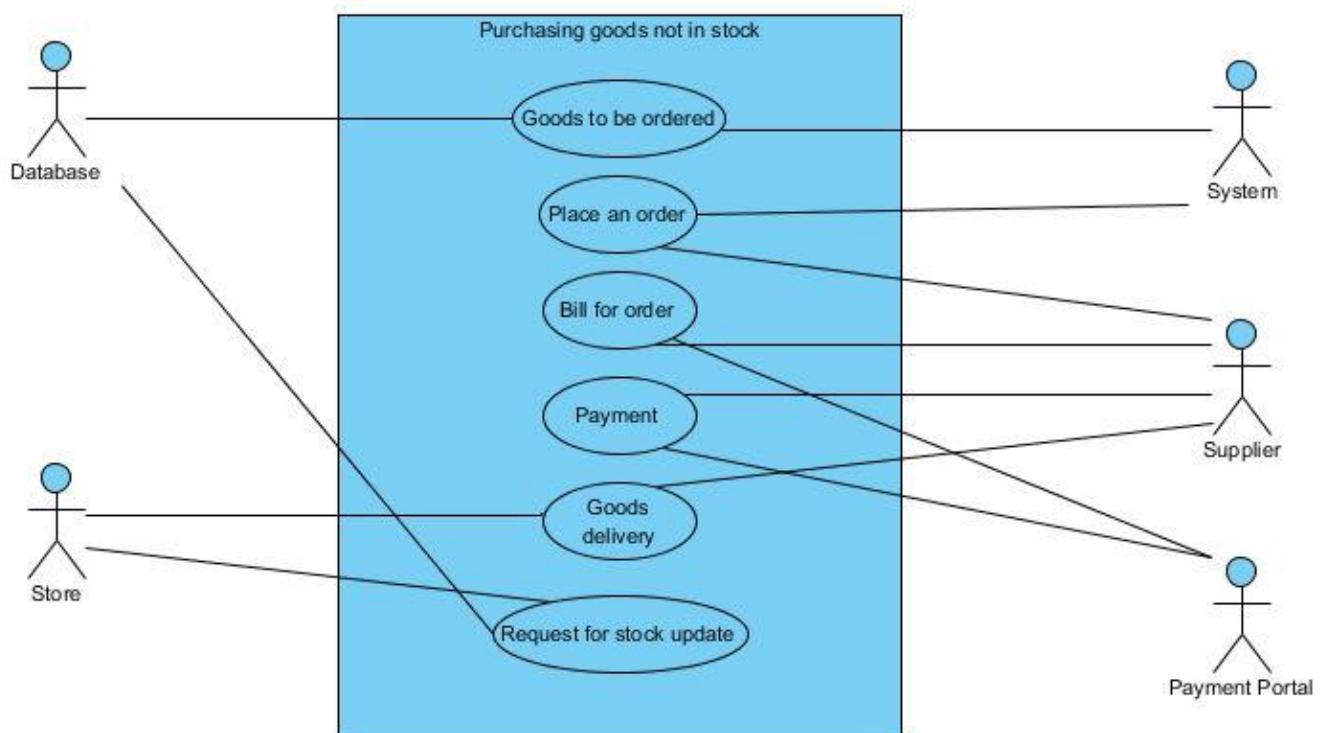 Purchasing goods not in stock
Goods to be ordered
Database
System
Place an order
Bill for order
Payment
Supplier
Goods
delivery
Store
Request for stock update
Payment Portal